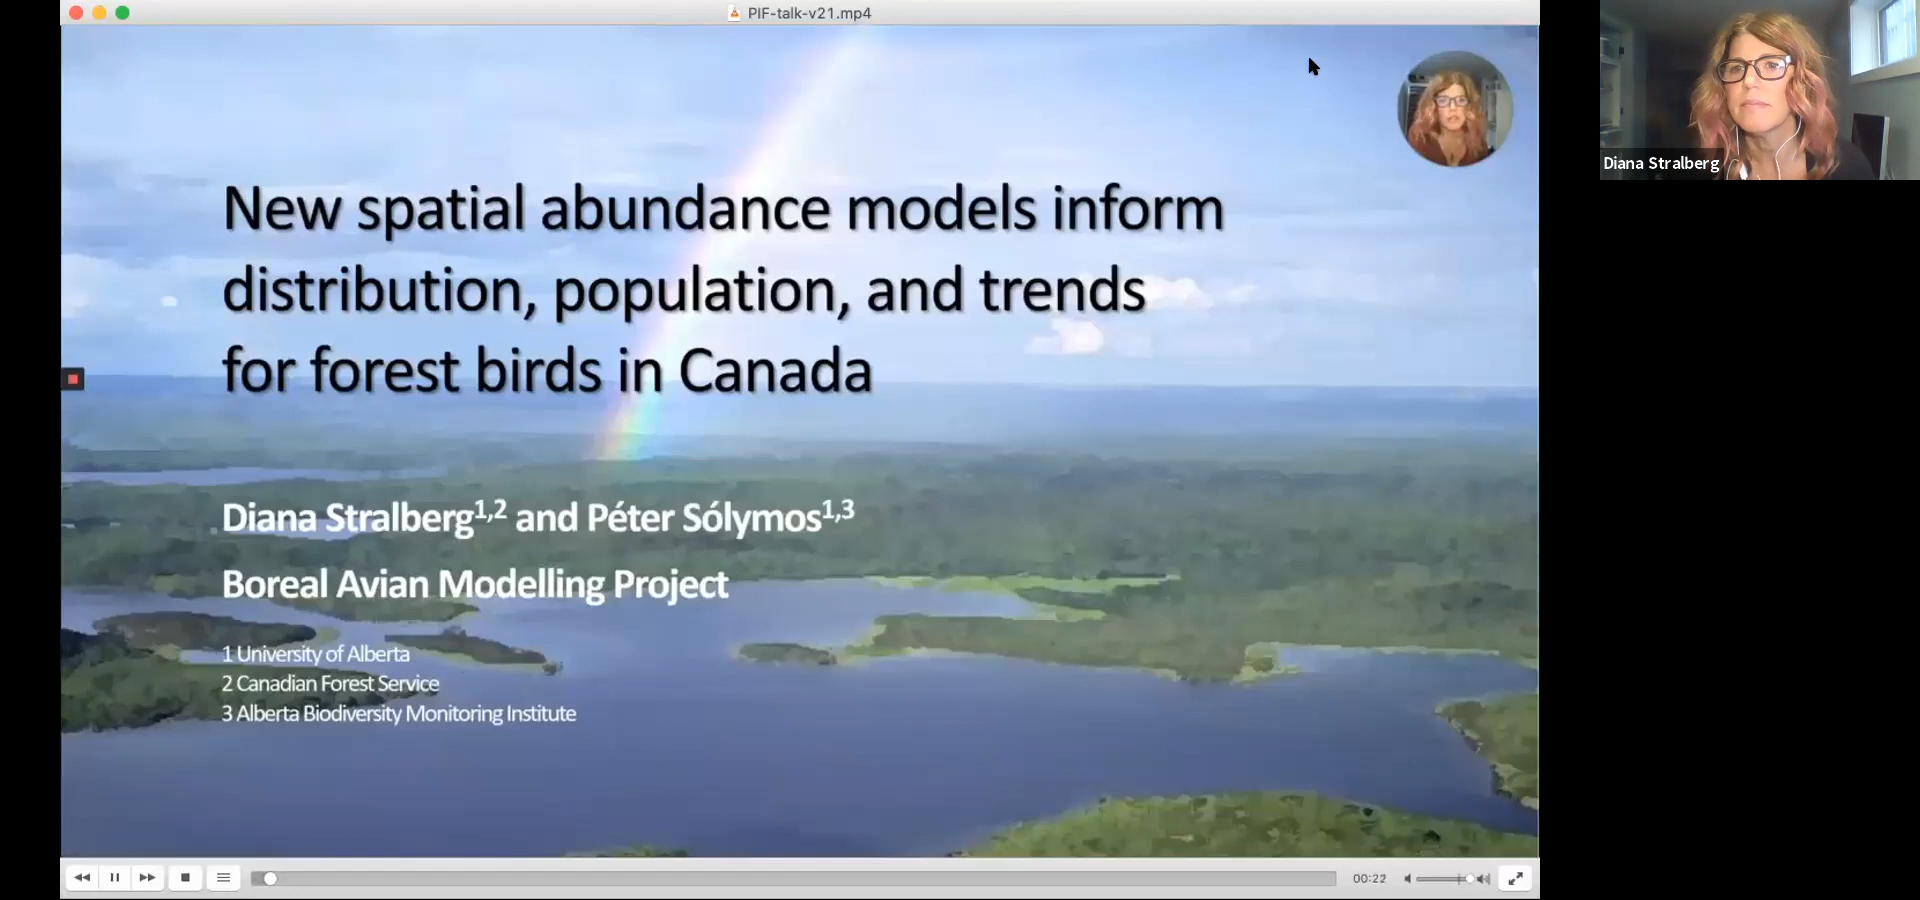 PIF-talk-v21.mp4
New spatial abundance models inform
distribution, population, and trends
for forest birds in Canada
Diana Stralberg1,2 and Péter Sólymos1,3
Boreal Avian Modelling Project
1 University of Alberta
2 Canadian Forest Service
3 Alberta Biodiversity Monitoring Institute
00:22
Diana Stralberg